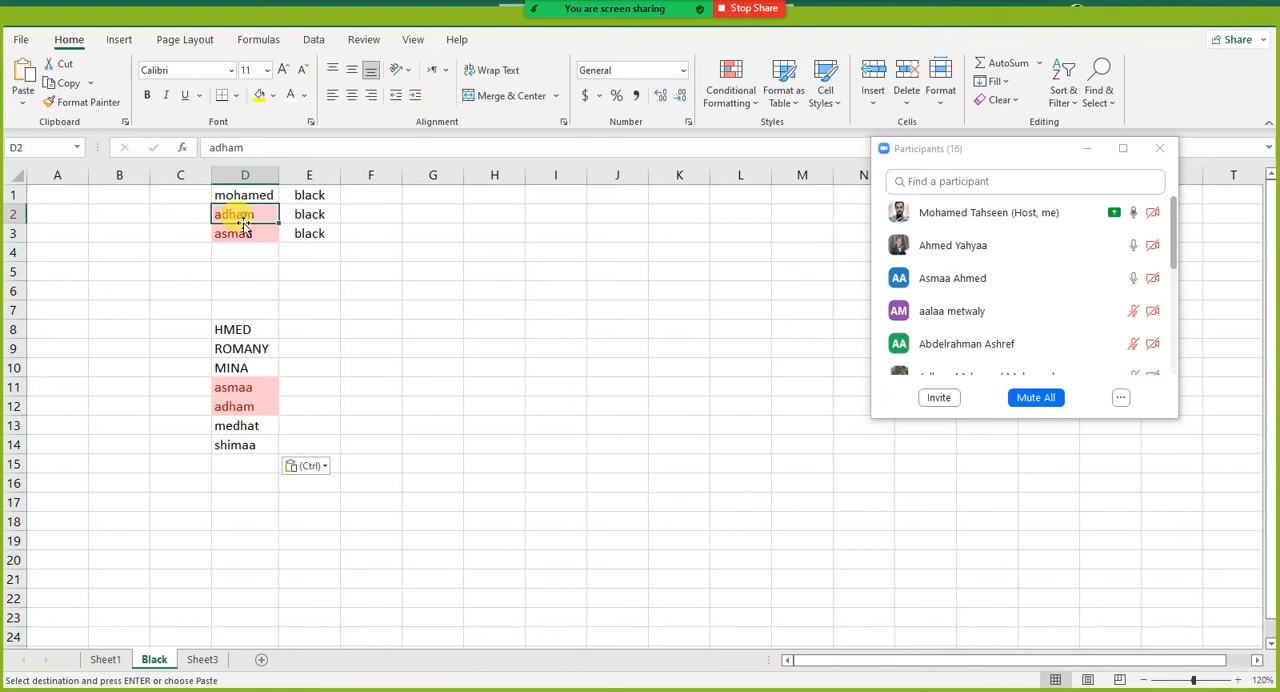 You are screen sharing
Stop Share
File Home Insert Page Layout Formulas Data Review View Help
Share
Paste
Cut
Copy
Format Painter
Calibri 11
B I U
Wrap Text
Merge & Center
General
$ % 9
Conditional Formatting
Format as Table
Cell Styles
Insert
Delete
Format
AutoSum
Fill
Clear
Sort & Filter
Find & Select
Clipboard Font Alignment Number Styles Cells Editing
D2 fx adham
A B C D E F G H I J K L M N T
1 mohamed black
2 adham black
3 asmaa black
4
5
6
7
8 HMED
9 ROMANY
10 MINA
11 asmaa
12 adham
13 medhat
14 shimaa
15 (Ctrl)
16
17
18
19
20
21
22
23
24
Participants (16)
Find a participant
Mohamed Tahseen (Host, me)
Ahmed Yahyaa
AA Asmaa Ahmed
AM aalaa metwaly
AA Abdelrahman Ashref
Invite Mute All ...
Sheet1 Black Sheet3
Select destination and press ENTER or choose Paste
120%